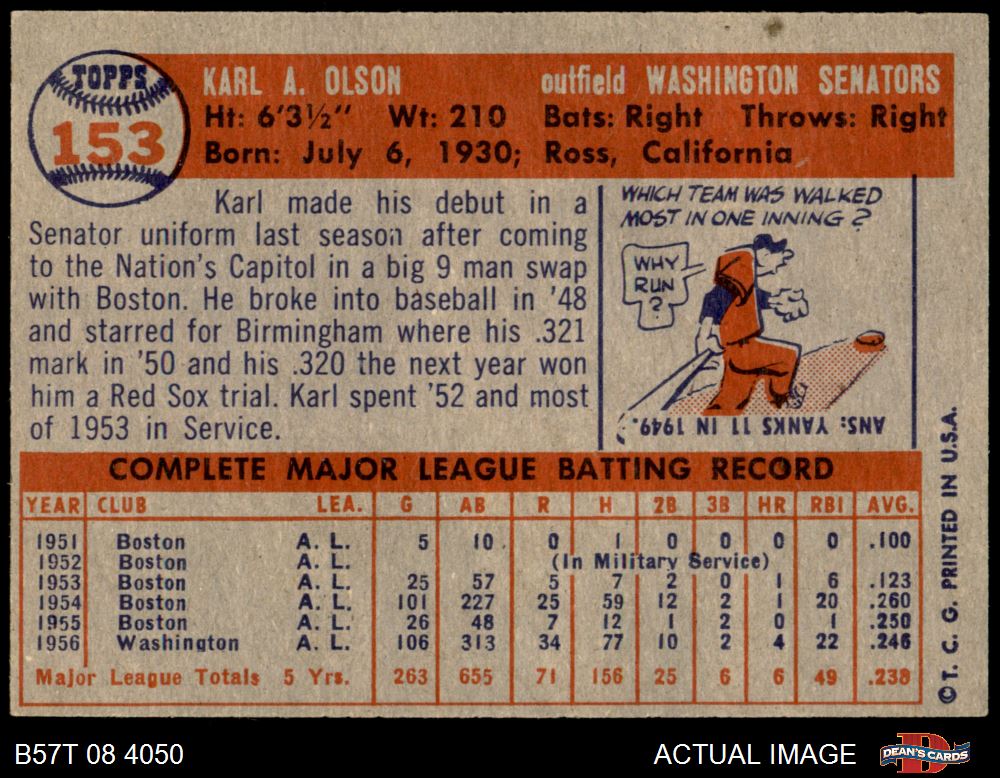 TOPPS
153
KARL A. OLSON outfield WASHINGTON SENATORS
Ht: 6'3½" Wt: 210 Bats: Right Throws: Right
Born: July 6, 1930; Ross, California
Karl made his debut in a
Senator uniform last season after coming
to the Nation's Capitol in a big 9 man swap
with Boston. He broke into baseball in '48
and starred for Birmingham where his .321
mark in '50 and his .320 the next year won
him a Red Sox trial. Karl spent '52 and most
of 1953 in Service.
WHICH TEAM WAS WALKED
MOST IN ONE INNING?
WHY
RUN
?
ANS: YANKS 11 IN 1949.
COMPLETE MAJOR LEAGUE BATTING RECORD
YEAR CLUB LEA. G AB R H 2B 3B HR RBI AVG.
1951 Boston A. L. 5 10 0 1 0 0 0 0 .100
1952 Boston A. L. (In Military Service)
1953 Boston A. L. 25 57 5 7 2 0 1 6 .123
1954 Boston A. L. 101 227 25 59 12 2 1 20 .260
1955 Boston A. L. 26 48 7 12 1 2 0 1 .250
1956 Washington A. L. 106 313 34 77 10 2 4 22 .246
Major League Totals 5 Yrs. 263 655 71 156 25 6 6 49 .238
© T. C. G. PRINTED IN U.S.A.
B57T 08 4050 ACTUAL IMAGE
DEAN'S CARDS